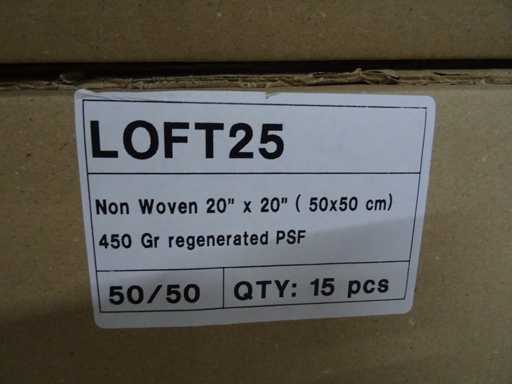 LOFT25
Non Woven 20" x 20" ( 50x50 cm)
450 Gr regenerated PSF
50/50 QTY: 15 pcs